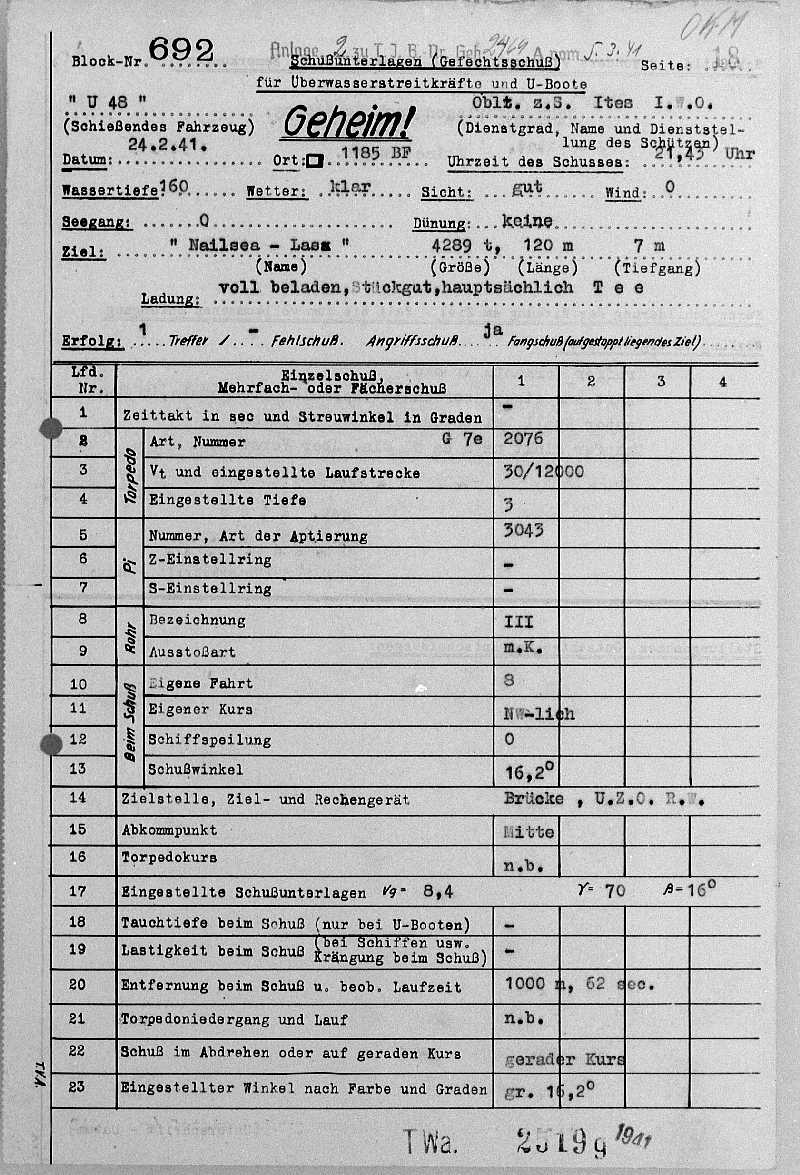 OKM
Anlage 2 zu T.J.B.-Nr. Geh. 2469 A vom 5.3.41
18
Block-Nr. 692
Schußunterlagen (Gefechtsschuß)
Seite:
für Überwasserstreitkräfte und U-Boote
" U 48 "
Geheim!
Oblt. z.S. Ites I.W.O.
(Schießendes Fahrzeug)
(Dienstgrad, Name und Dienststel-
lung des Schützen)
Datum: 24.2.41. Ort: 1185 BF Uhrzeit des Schusses: 21,45 Uhr
Wassertiefe: 160 Wetter: klar Sicht: gut Wind: 0
Seegang: 0 Dünung: keine
Ziel: " Nailsea - Lass " 4289 t, 120 m 7 m
(Name) (Größe) (Länge) (Tiefgang)
Ladung: voll beladen, Stückgut, hauptsächlich T e e
Erfolg: 1 Treffer / - Fehlschuß. Angriffsschuß ja Fangschuß (auf gestoppt liegendes Ziel)
Lfd. Nr. Einzelschuß, Mehrfach- oder Fächerschuß 1 2 3 4
1 Zeittakt in sec und Streuwinkel in Graden -
Torpedo
2 Art, Nummer G 7e 2076
3 Vt und eingestellte Laufstrecke 30/12000
4 Eingestellte Tiefe 3
Pi
5 Nummer, Art der Aptierung 3043
6 Z-Einstellring -
7 S-Einstellring -
Rohr
8 Bezeichnung III
9 Ausstoßart m.K.
Beim Schuß
10 Eigene Fahrt 8
11 Eigener Kurs NW-lich
12 Schiffspeilung 0
13 Schußwinkel 16,2°
14 Zielstelle, Ziel- und Rechengerät Brücke , U.Z.O. R.W.
15 Abkommpunkt Mitte
16 Torpedokurs n.b.
17 Eingestellte Schußunterlagen Vg= 8,4 γ= 70 β=16°
18 Tauchtiefe beim Schuß (nur bei U-Booten) -
19 Lastigkeit beim Schuß (bei Schiffen usw. Krängung beim Schuß) -
20 Entfernung beim Schuß u. beob. Laufzeit 1000 m, 62 sec.
21 Torpedoniedergang und Lauf n.b.
22 Schuß im Abdrehen oder auf geraden Kurs gerader Kurs
23 Eingestellter Winkel nach Farbe und Graden gr. 16,2°
TVA.
TWa. 2519g 1941